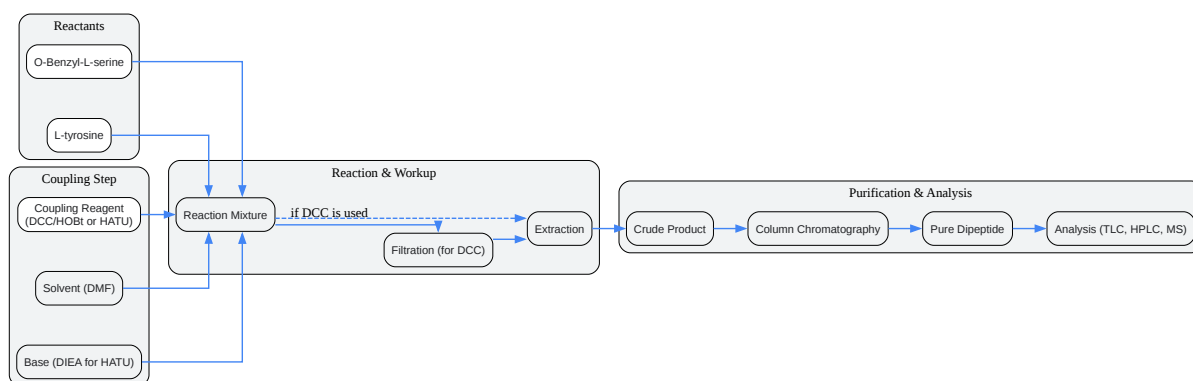 Reactants
O-Benzyl-L-serine
L-tyrosine
Coupling Step
Coupling Reagent
(DCC/HOBt or HATU)
Solvent (DMF)
Base (DIEA for HATU)
Reaction & Workup
Reaction Mixture
if DCC is used
Filtration (for DCC)
Extraction
Purification & Analysis
Crude Product
Column Chromatography
Pure Dipeptide
Analysis (TLC, HPLC, MS)